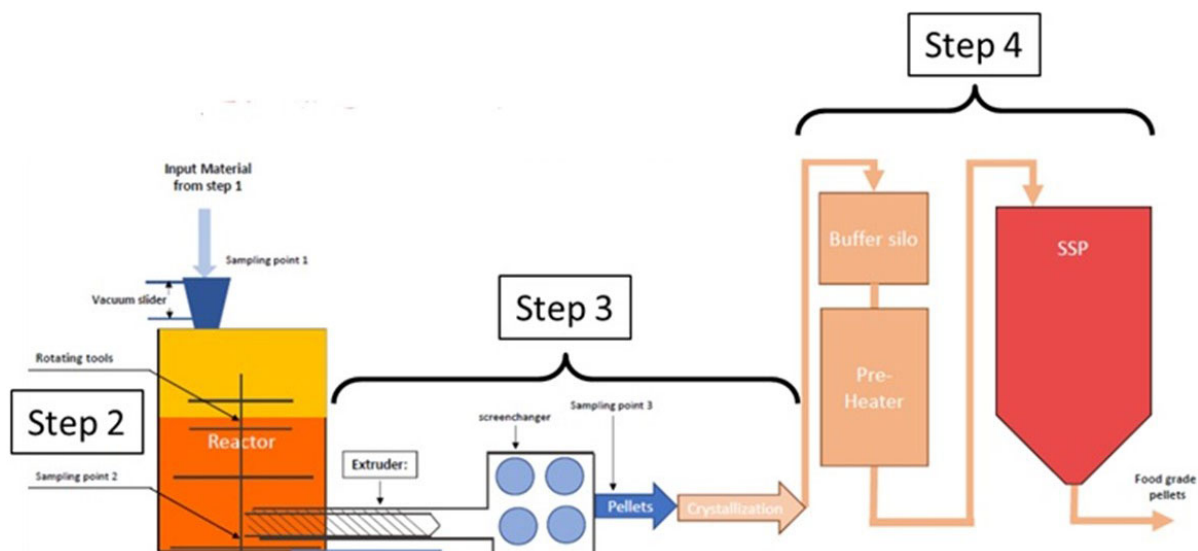 Step 4
Input Material
from step 1
Sampling point 1
Vacuum slider
Buffer silo
SSP
Step 3
Rotating tools
Pre-
Heater
Sampling point 3
screenchanger
Step 2
Reactor
Extruder:
Sampling point 2
Pellets
Crystallization
Food grade
pellets